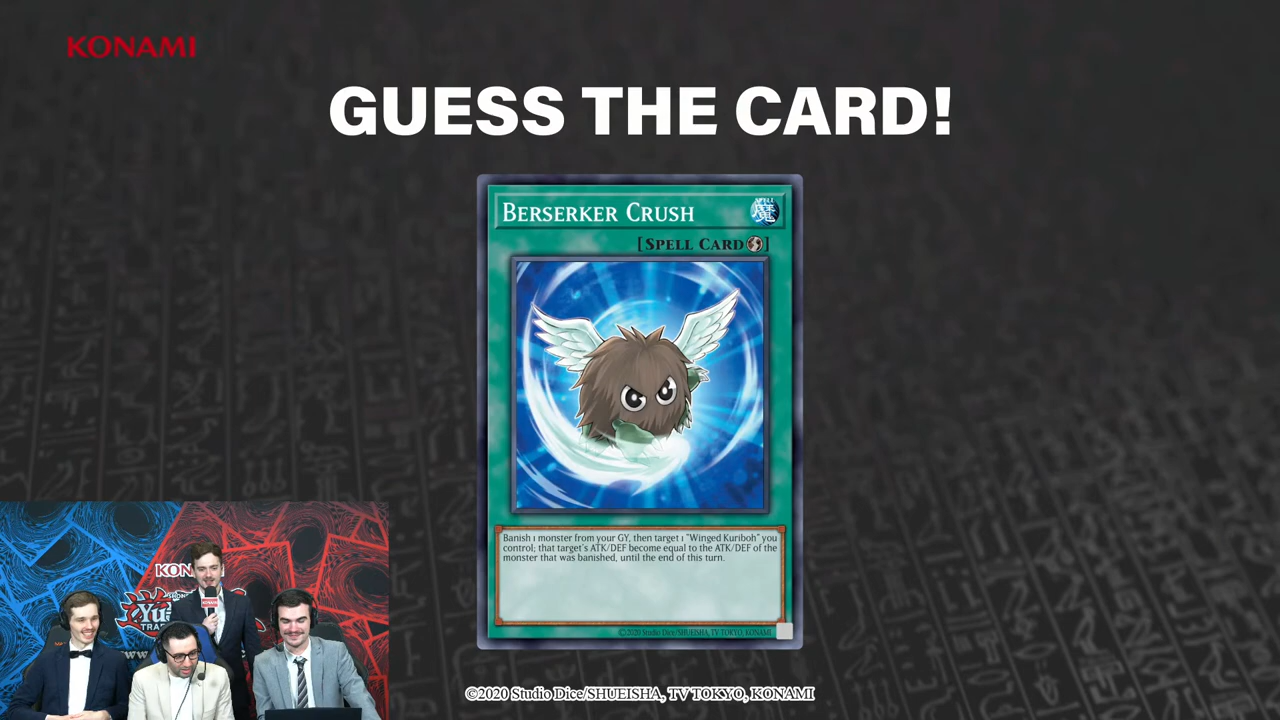 KONAMI
GUESS THE CARD!
BERSERKER CRUSH
魔
[SPELL CARD]
Banish 1 monster from your GY, then target 1 "Winged Kuriboh" you
control; that target's ATK/DEF become equal to the ATK/DEF of the
monster that was banished, until the end of this turn.
©2020 Studio Dice/SHUEISHA, TV TOKYO, KONAMI
©2020 Studio Dice/SHUEISHA, TV TOKYO, KONAMI
KONAMI